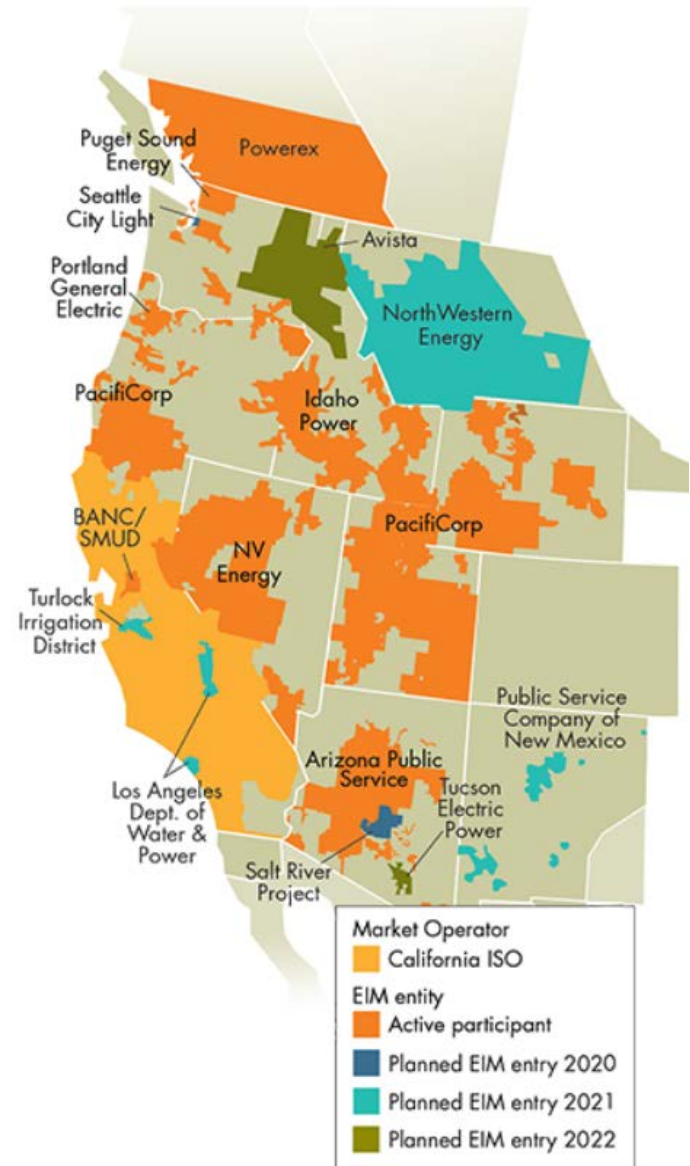 Powerex
Puget Sound
Energy
Seattle
City Light
Avista
Portland
General
Electric
NorthWestern
Energy
PacifiCorp
Idaho
Power
BANC/
SMUD
NV
Energy
PacifiCorp
Turlock
Irrigation
District
Public Service
Company of
New Mexico
Arizona Public
Service
Tucson
Electric
Power
Los Angeles
Dept. of
Water &
Power
Salt River
Project
Market Operator
California ISO
EIM entity
Active participant
Planned EIM entry 2020
Planned EIM entry 2021
Planned EIM entry 2022